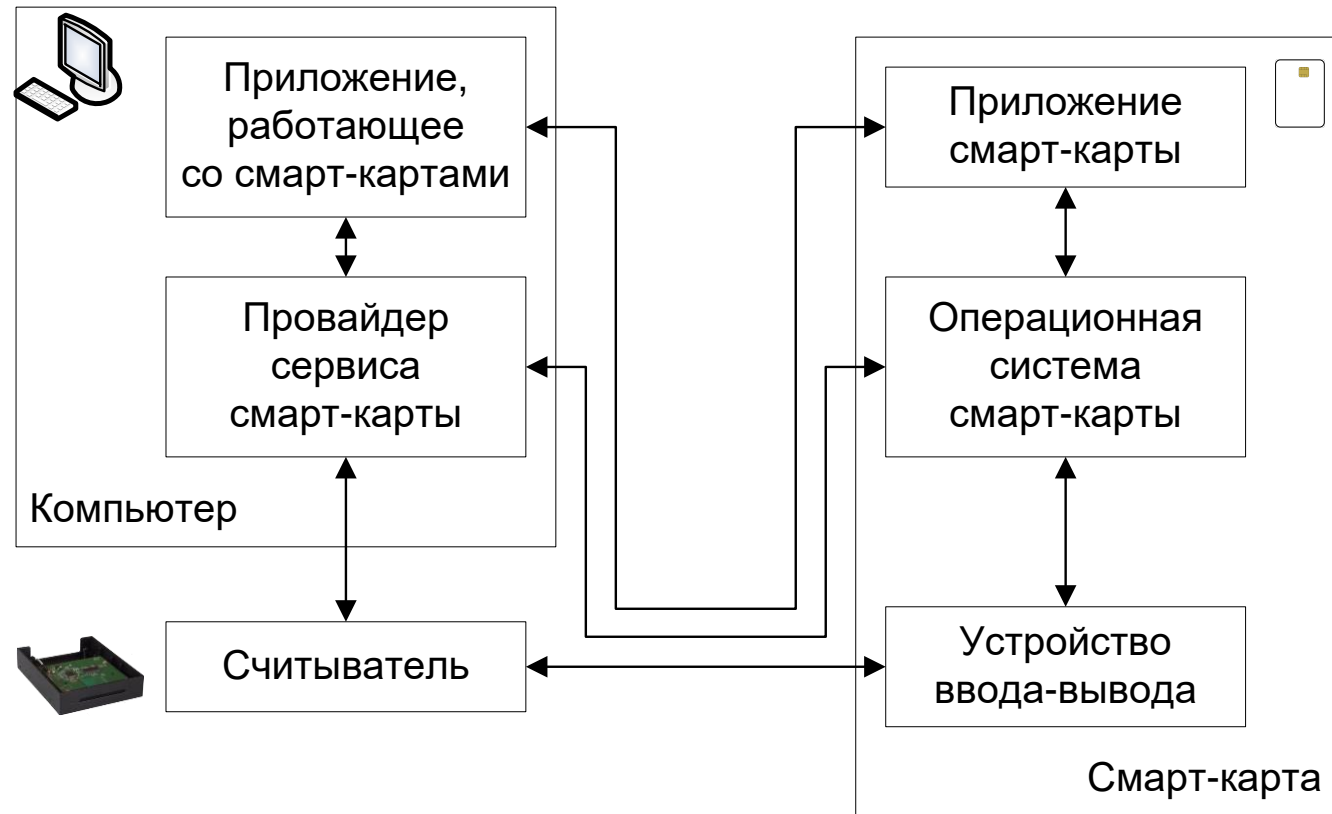 Приложение,
работающее
со смарт-картами
Провайдер
сервиса
смарт-карты
Компьютер
Считыватель
Приложение
смарт-карты
Операционная
система
смарт-карты
Устройство
ввода-вывода
Смарт-карта